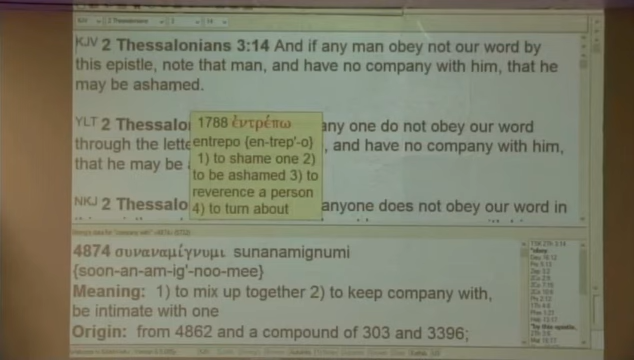 KJV 2 Thessalonians 3:14 And if any man obey not our word by
this epistle, note that man, and have no company with him, that he
may be ashamed.
YLT 2 Thessalo any one do not obey our word
through the lette , and have no company with him,
that he may be
NKJ 2 Thessalo anyone does not obey our word in
1788 ἐντρέπω
entrepo {en-trep'-o}
1) to shame one 2)
to be ashamed 3) to
reverence a person
4) to turn about
4874 συναναμίγνυμι sunanamignumi
{soon-an-am-ig'-noo-mee}
Meaning: 1) to mix up together 2) to keep company with,
be intimate with one
Origin: from 4862 and a compound of 303 and 3396;